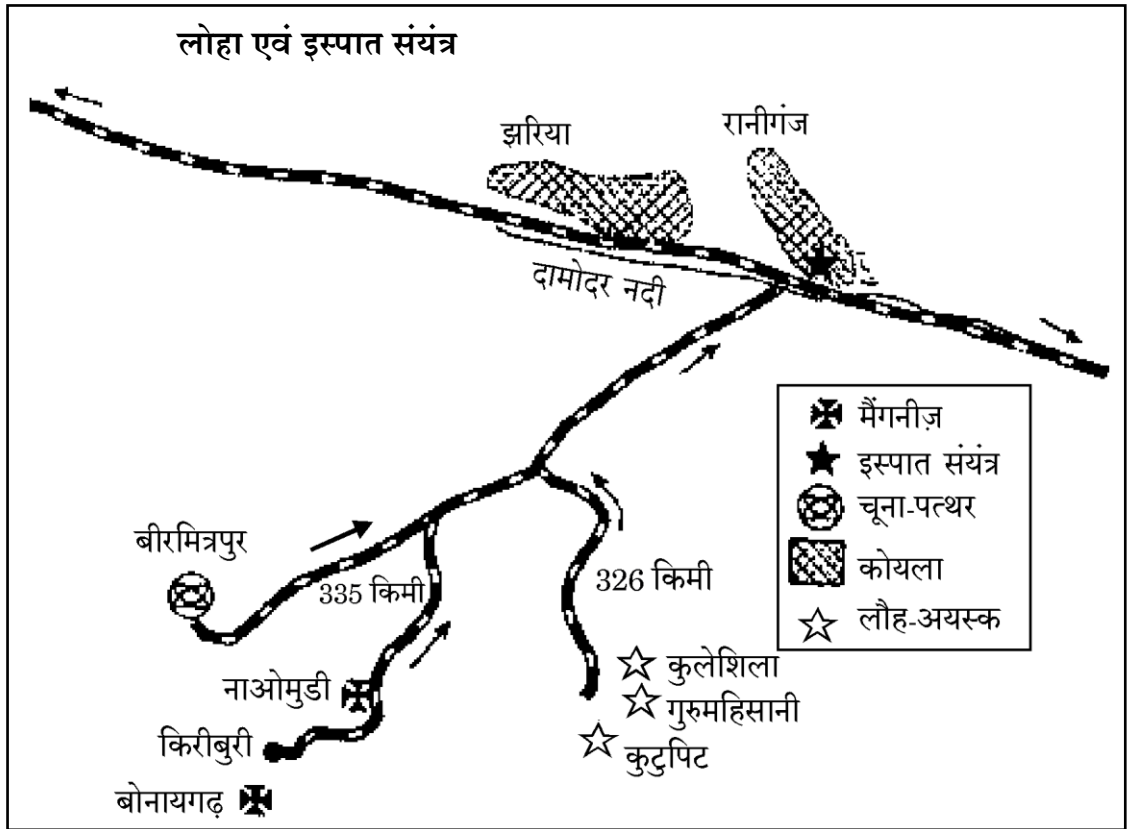 लोहा एवं इस्पात संयंत्र
झरिया
रानीगंज
दामोदर नदी
मैंगनीज़
इस्पात संयंत्र
चूना-पत्थर
कोयला
लौह-अयस्क
बीरमित्रपुर
335 किमी
326 किमी
नाओमुडी
किरीबुरी
बोनायगढ़
कुलेशिला
गुरुमहिसानी
कुटुपिट